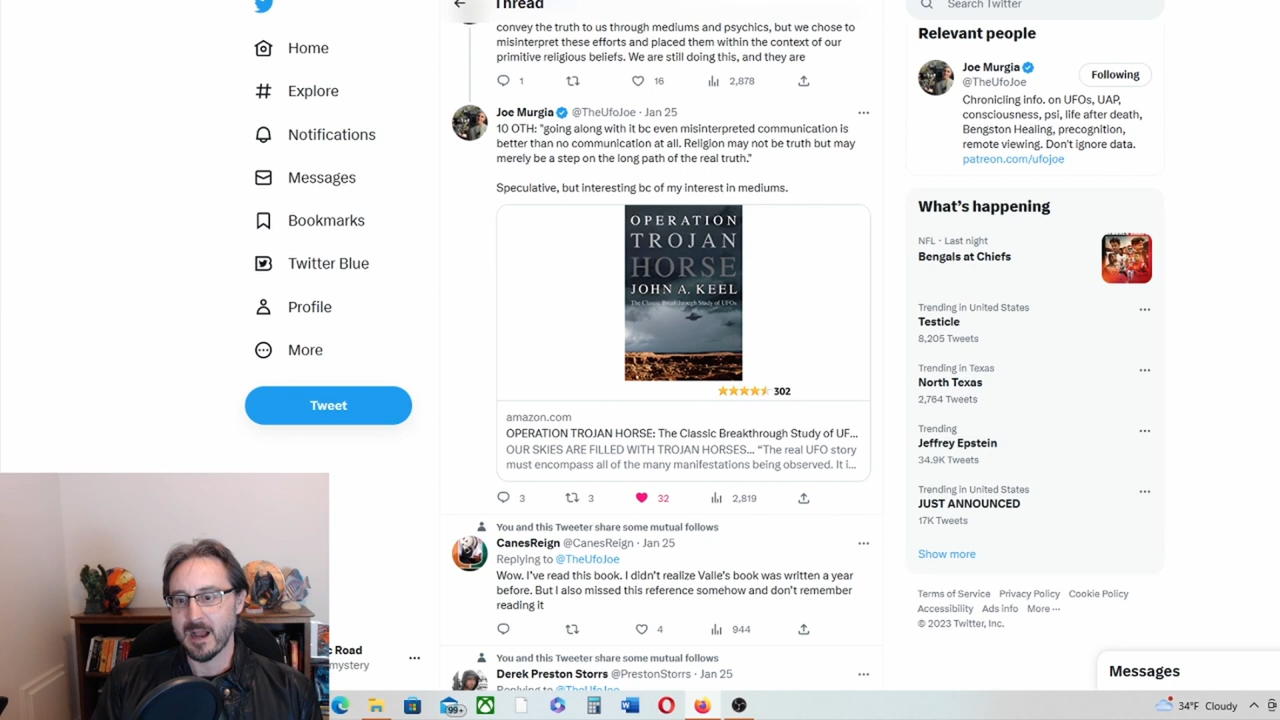 Thread
Search Twitter
Home
Explore
Notifications
Messages
Bookmarks
Twitter Blue
Profile
More
Tweet
convey the truth to us through mediums and psychics, but we chose to
misinterpret these efforts and placed them within the context of our
primitive religious beliefs. We are still doing this, and they are
1 16 2,878
Joe Murgia @TheUfoJoe · Jan 25
10 OTH: "going along with it bc even misinterpreted communication is
better than no communication at all. Religion may not be truth but may
merely be a step on the long path of the real truth."
Speculative, but interesting bc of my interest in mediums.
OPERATION
TROJAN
HORSE
JOHN A. KEEL
The Classic Breakthrough Study of UFOs
302
amazon.com
OPERATION TROJAN HORSE: The Classic Breakthrough Study of UF...
OUR SKIES ARE FILLED WITH TROJAN HORSES... “The real UFO story
must encompass all of the many manifestations being observed. It i...
3 3 32 2,819
You and this Tweeter share some mutual follows
CanesReign @CanesReign · Jan 25
Replying to @TheUfoJoe
Wow. I've read this book. I didn't realize Valle's book was written a year
before. But I also missed this reference somehow and don't remember
reading it
4 944
You and this Tweeter share some mutual follows
Derek Preston Storrs @PrestonStorrs · Jan 25
Replying to @TheUfoJoe
Relevant people
Joe Murgia
@TheUfoJoe
Following
Chronicling info. on UFOs, UAP,
consciousness, psi, life after death,
Bengston Healing, precognition,
remote viewing. Don't ignore data.
patreon.com/ufojoe
What's happening
NFL · Last night
Bengals at Chiefs
Trending in United States
Testicle
8,205 Tweets
Trending in Texas
North Texas
2,764 Tweets
Trending
Jeffrey Epstein
34.9K Tweets
Trending in United States
JUST ANNOUNCED
17K Tweets
Show more
Terms of Service Privacy Policy Cookie Policy
Accessibility Ads info More ···
© 2023 Twitter, Inc.
Messages
Road
mystery
99+
34°F Cloudy